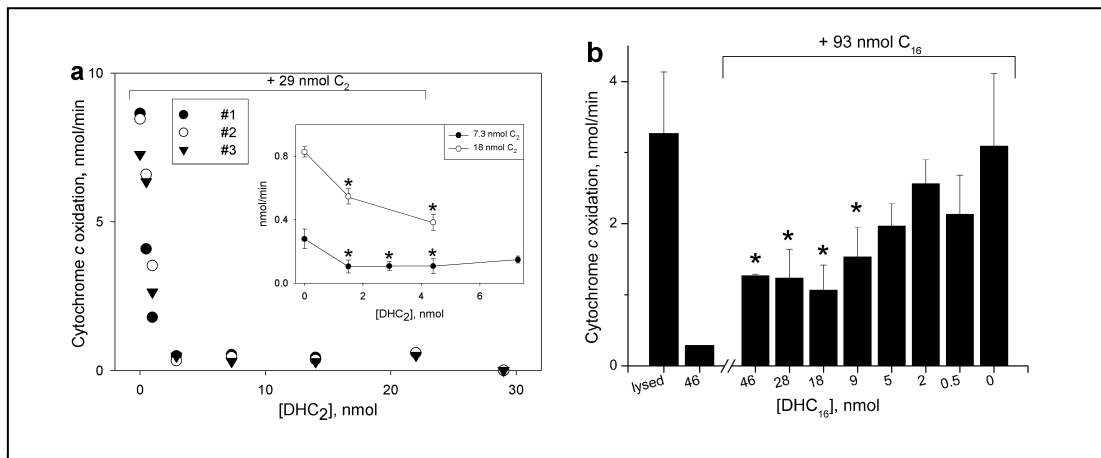 a
+ 29 nmol C2
#1
#2
#3
Cytochrome c oxidation, nmol/min
10
5
0
0
10
20
30
[DHC2], nmol
7.3 nmol C2
18 nmol C2
nmol/min
0.8
0.4
0.0
* *
* * *
0
2
4
6
[DHC2], nmol
b
+ 93 nmol C16
Cytochrome c oxidation, nmol/min
4
2
0
* * * *
lysed 46 // 46 28 18 9 5 2 0.5 0
[DHC16], nmol